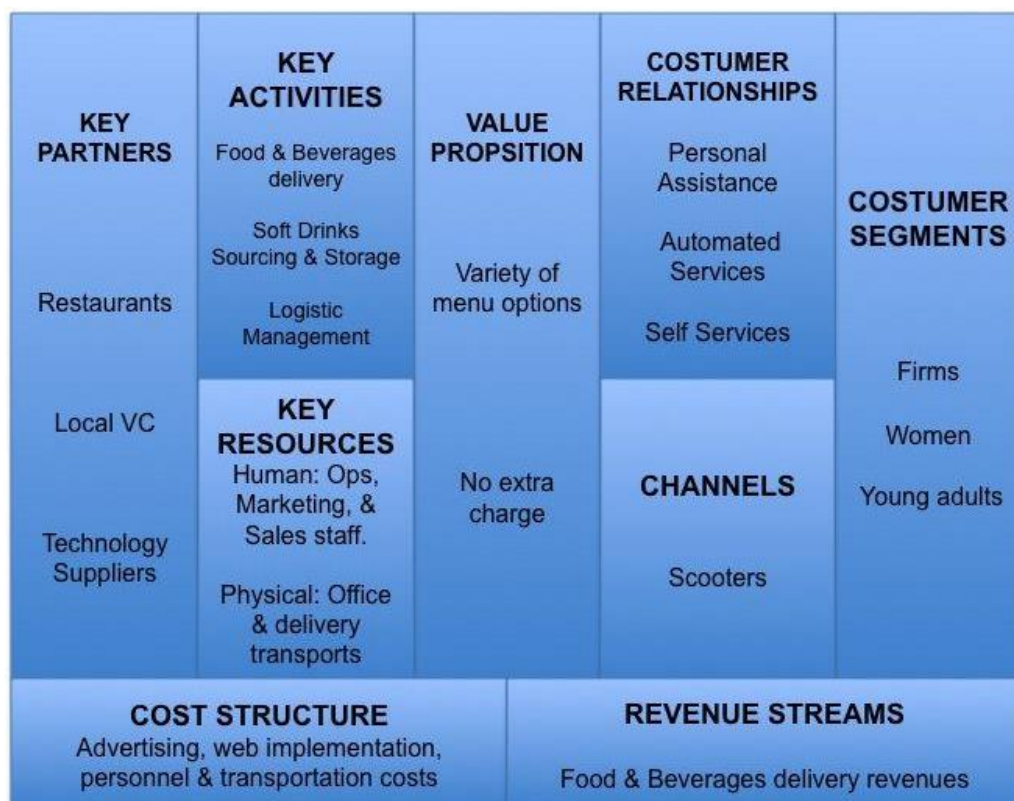 KEY
PARTNERS
Restaurants
Local VC
Technology
Suppliers
KEY
ACTIVITIES
Food & Beverages
delivery
Soft Drinks
Sourcing & Storage
Logistic
Management
KEY
RESOURCES
Human: Ops,
Marketing, &
Sales staff.
Physical: Office
& delivery
transports
VALUE
PROPSITION
Variety of
menu options
No extra
charge
COSTUMER
RELATIONSHIPS
Personal
Assistance
Automated
Services
Self Services
CHANNELS
Scooters
COSTUMER
SEGMENTS
Firms
Women
Young adults
COST STRUCTURE
Advertising, web implementation,
personnel & transportation costs
REVENUE STREAMS
Food & Beverages delivery revenues